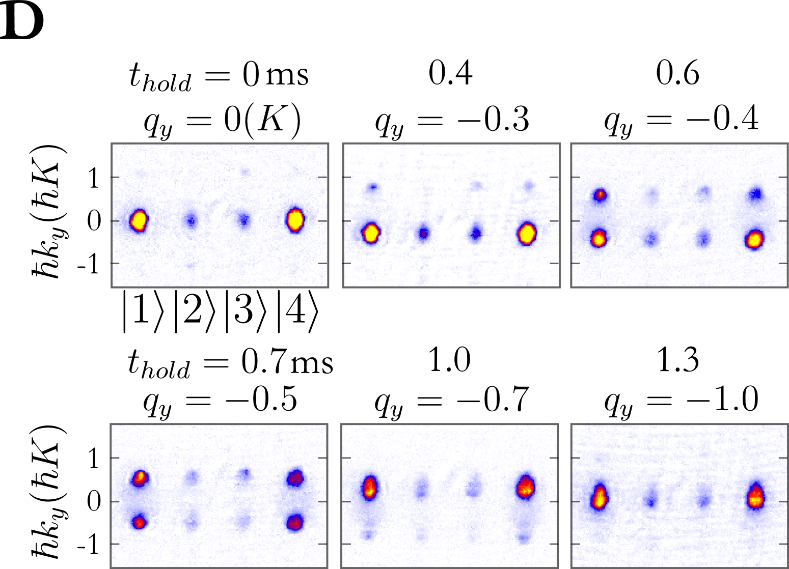 D
t_hold = 0 ms 0.4 0.6
q_y = 0(K) q_y = −0.3 q_y = −0.4
ħk_y(ħK)
1
0
-1
|1⟩|2⟩|3⟩|4⟩
t_hold = 0.7ms 1.0 1.3
q_y = −0.5 q_y = −0.7 q_y = −1.0
ħk_y(ħK)
1
0
-1